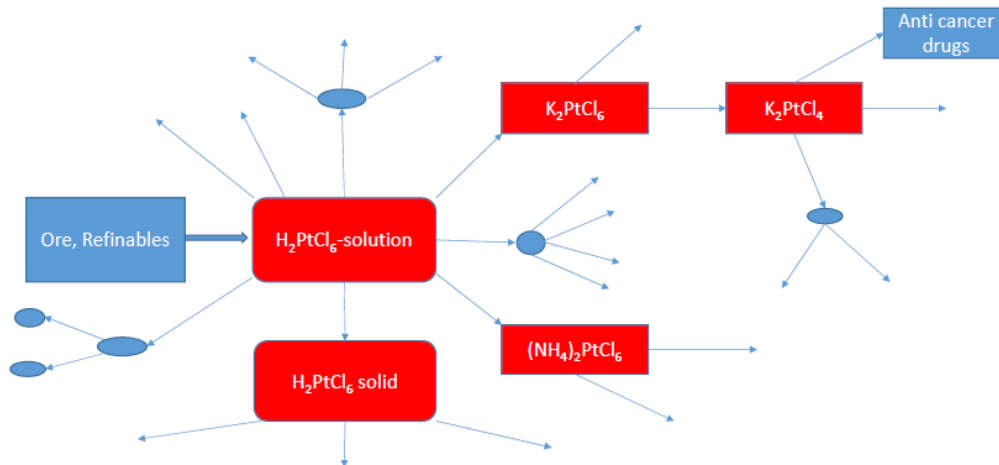 Anti cancer
drugs
K₂PtCl₆
K₂PtCl₄
Ore, Refinables
H₂PtCl₆-solution
(NH₄)₂PtCl₆
H₂PtCl₆ solid